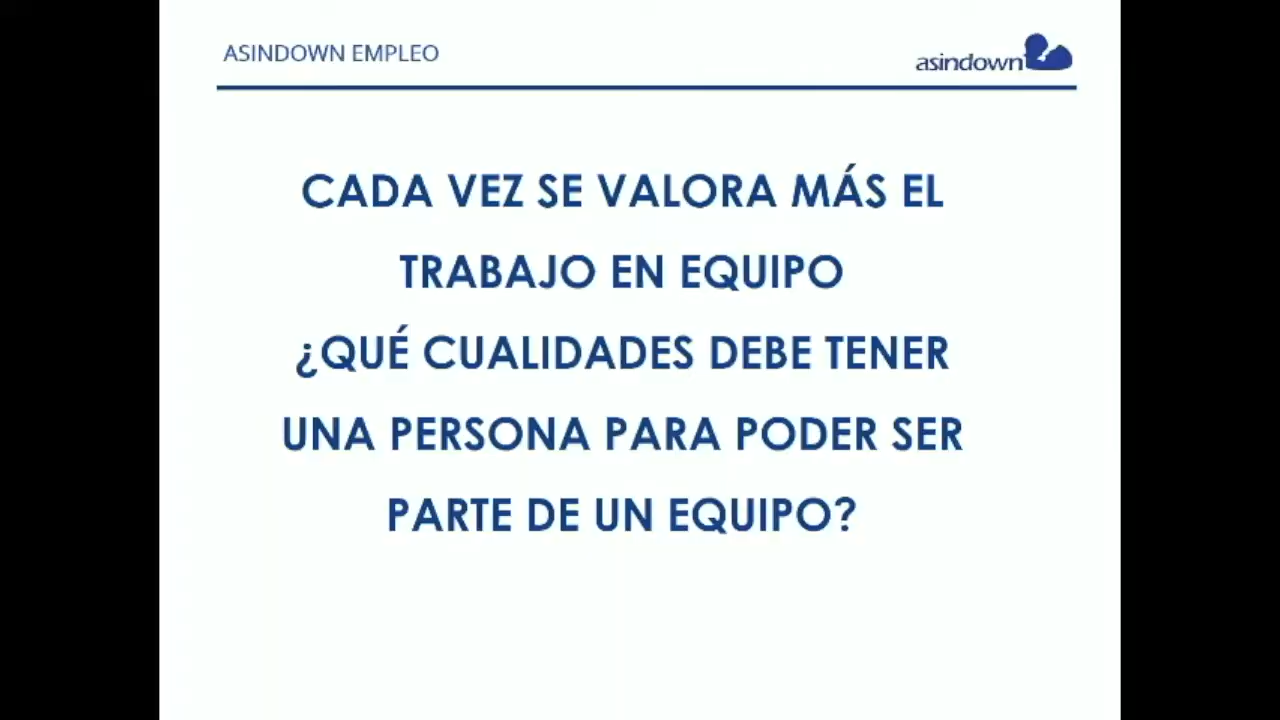 ASINDOWN EMPLEO
asindown
CADA VEZ SE VALORA MÁS EL
TRABAJO EN EQUIPO
¿QUÉ CUALIDADES DEBE TENER
UNA PERSONA PARA PODER SER
PARTE DE UN EQUIPO?